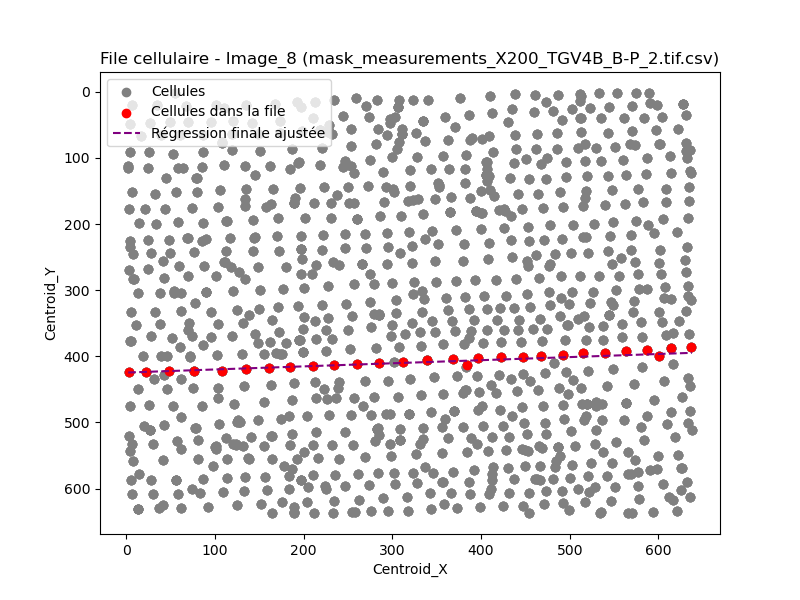 File cellulaire - Image_8 (mask_measurements_X200_TGV4B_B-P_2.tif.csv)
Cellules
Cellules dans la file
Régression finale ajustée
0
100
200
300
400
500
600
Centroid_Y
0 100 200 300 400 500 600
Centroid_X